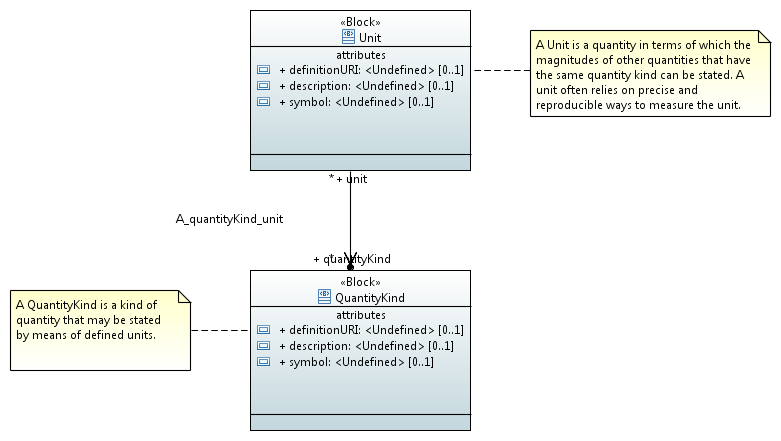 «Block»
Unit
attributes
+ definitionURI: <Undefined> [0..1]
+ description: <Undefined> [0..1]
+ symbol: <Undefined> [0..1]
A Unit is a quantity in terms of which the
magnitudes of other quantities that have
the same quantity kind can be stated. A
unit often relies on precise and
reproducible ways to measure the unit.
* + unit
A_quantityKind_unit
+ quantityKind
*
«Block»
QuantityKind
attributes
+ definitionURI: <Undefined> [0..1]
+ description: <Undefined> [0..1]
+ symbol: <Undefined> [0..1]
A QuantityKind is a kind of
quantity that may be stated
by means of defined units.